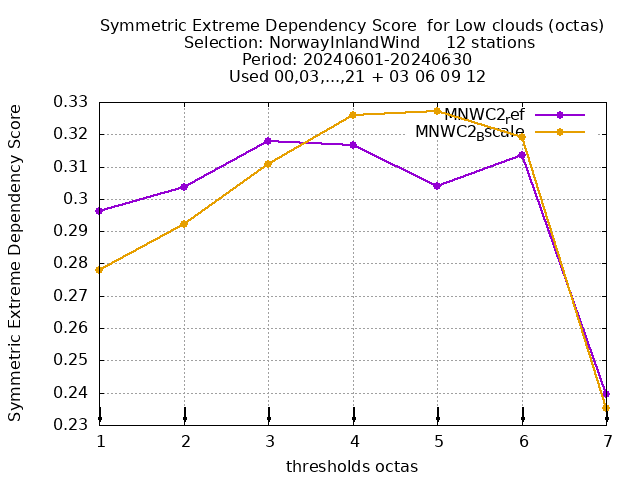 Symmetric Extreme Dependency Score  for Low clouds (octas)
Selection: NorwayInlandWind     12 stations
Period: 20240601-20240630
Used 00,03,...,21 + 03 06 09 12
Symmetric Extreme Dependency Score
0.33
0.32
0.31
0.3
0.29
0.28
0.27
0.26
0.25
0.24
0.23
MNWC2ref
MNWC2Bscale
1 2 3 4 5 6 7
thresholds octas